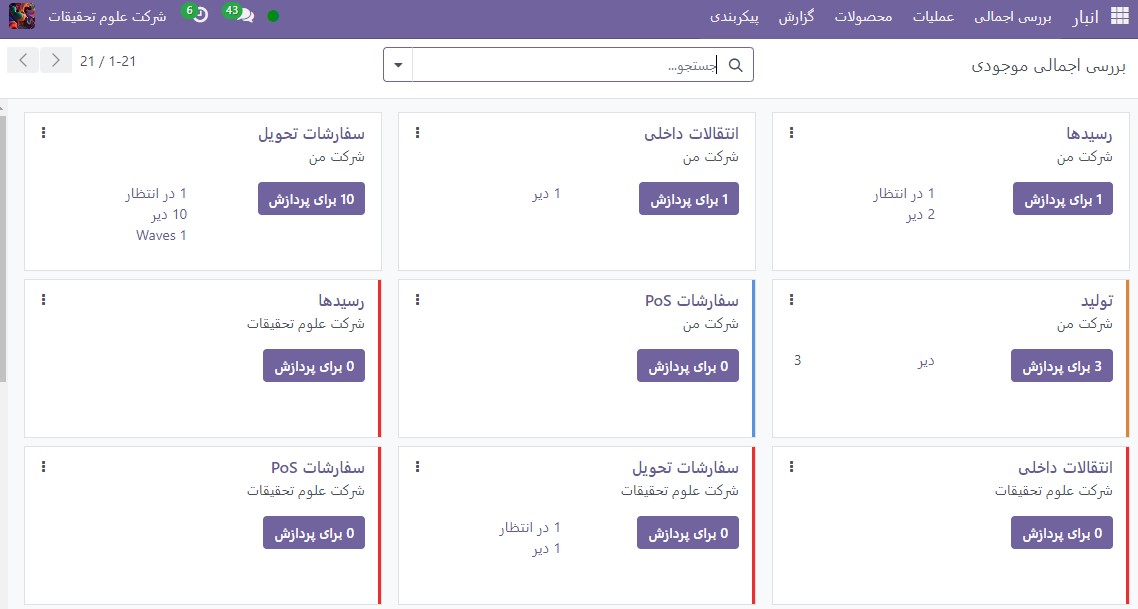 انبار
بررسی اجمالی
عملیات
محصولات
گزارش
پیکربندی
43
6
شرکت علوم تحقیقات
بررسی اجمالی موجودی
جستجو...
21 / 1-21
رسیدها
شرکت من
1 برای پردازش
1 در انتظار
2 دیر
انتقالات داخلی
شرکت من
1 برای پردازش
1 دیر
سفارشات تحویل
شرکت من
10 برای پردازش
1 در انتظار
10 دیر
Waves 1
تولید
شرکت من
3 برای پردازش
دیر
3
سفارشات PoS
شرکت من
0 برای پردازش
رسیدها
شرکت علوم تحقیقات
0 برای پردازش
انتقالات داخلی
شرکت علوم تحقیقات
0 برای پردازش
سفارشات تحویل
شرکت علوم تحقیقات
0 برای پردازش
1 در انتظار
1 دیر
سفارشات PoS
شرکت علوم تحقیقات
0 برای پردازش